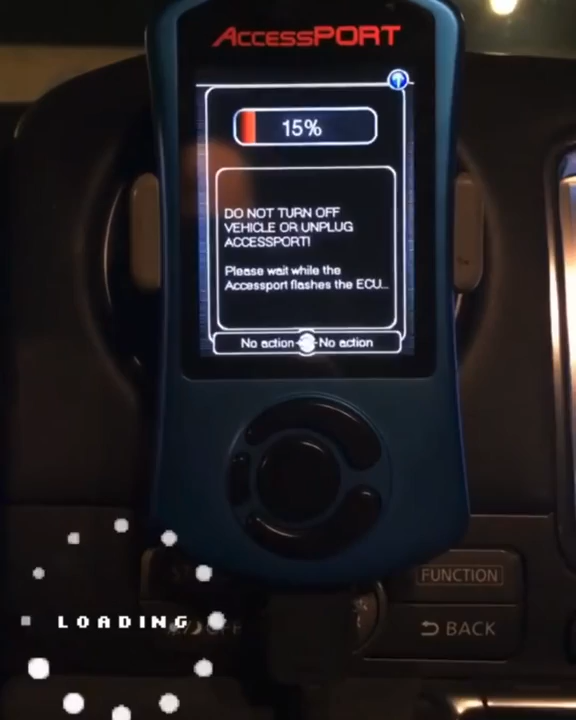 AccessPORT
15%
DO NOT TURN OFF
VEHICLE OR UNPLUG
ACCESSPORT!
Please wait while the
Accessport flashes the ECU...
No action No action
FUNCTION
LOADING
BACK